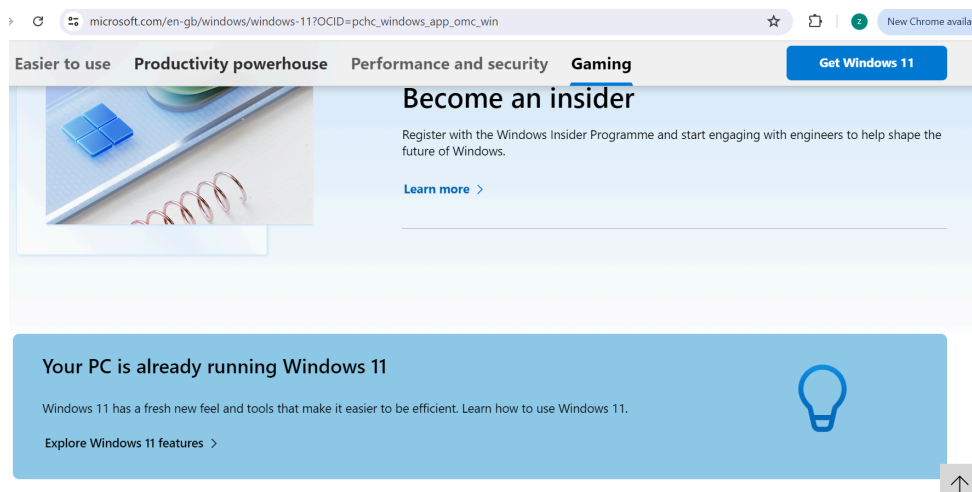 microsoft.com/en-gb/windows/windows-11?OCID=pchc_windows_app_omc_win
z
New Chrome availa
Easier to use Productivity powerhouse Performance and security Gaming Get Windows 11
Become an insider
Register with the Windows Insider Programme and start engaging with engineers to help shape the
future of Windows.
Learn more >
Your PC is already running Windows 11
Windows 11 has a fresh new feel and tools that make it easier to be efficient. Learn how to use Windows 11.
Explore Windows 11 features >